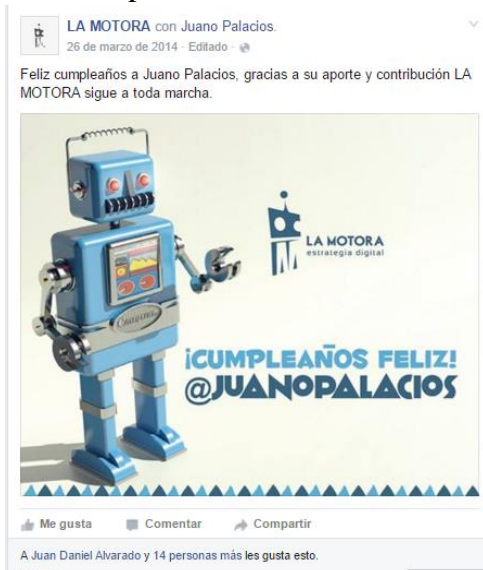 LA MOTORA con Juano Palacios.
26 de marzo de 2014 · Editado ·
Feliz cumpleaños a Juano Palacios, gracias a su aporte y contribución LA
MOTORA sigue a toda marcha.
LA MOTORA
estrategia digital
¡CUMPLEAÑOS FELIZ!
@JUANOPALACIOS
Me gusta Comentar Compartir
A Juan Daniel Alvarado y 14 personas más les gusta esto.